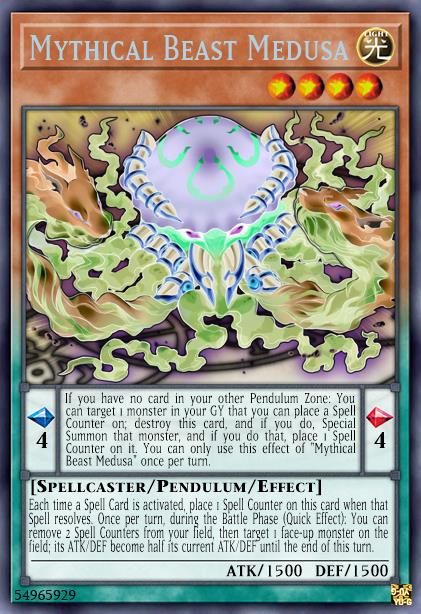 MYTHICAL BEAST MEDUSA
LIGHT
光
If you have no card in your other Pendulum Zone: You
can target 1 monster in your GY that you can place a Spell
Counter on; destroy this card, and if you do, Special
Summon that monster, and if you do that, place 1 Spell
Counter on it. You can only use this effect of "Mythical
Beast Medusa" once per turn.
4
4
[SPELLCASTER/PENDULUM/EFFECT]
Each time a Spell Card is activated, place 1 Spell Counter on this card when that
Spell resolves. Once per turn, during the Battle Phase (Quick Effect): You can
remove 2 Spell Counters from your field, then target 1 face-up monster on the
field; its ATK/DEF become half its current ATK/DEF until the end of this turn.
ATK/1500 DEF/1500
54965929